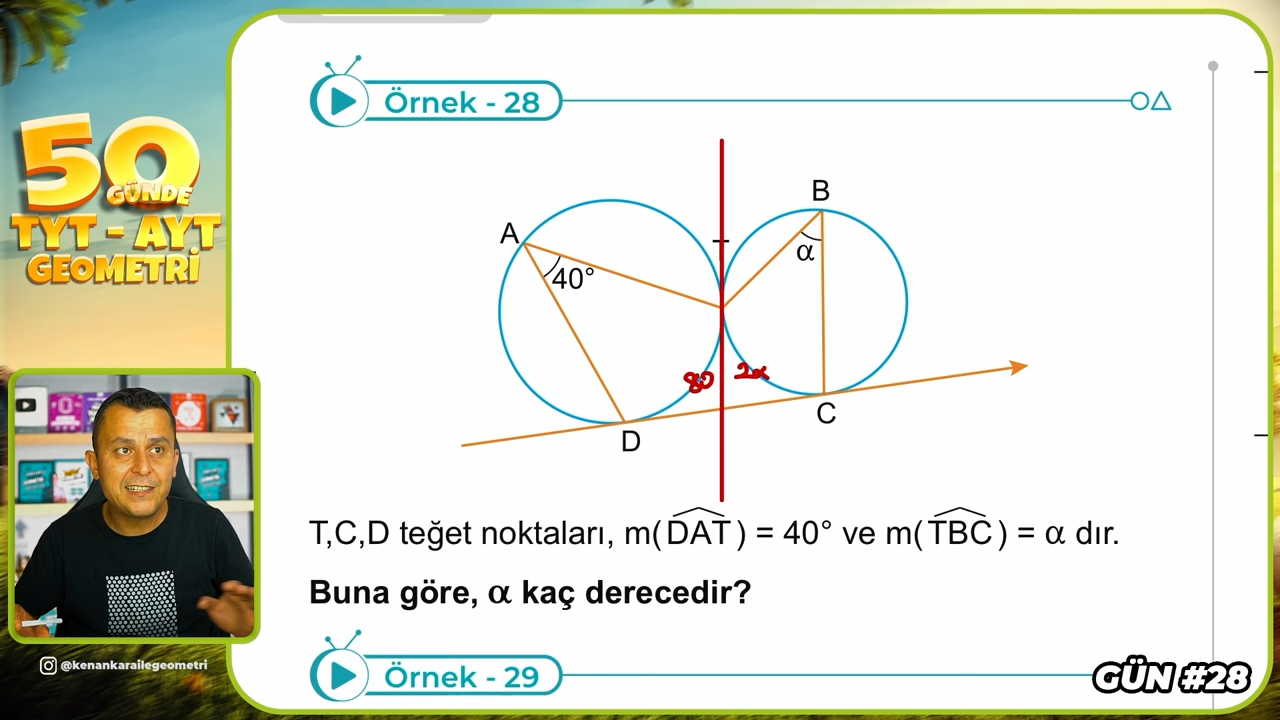 50
GÜNDE
TYT - AYT
GEOMETRİ
Örnek - 28
A
40°
T
B
α
80
2α
C
D
T,C,D teğet noktaları, m(DAT) = 40° ve m(TBC) = α dır.
Buna göre, α kaç derecedir?
Örnek - 29
@kenankarailegeometri
GÜN #28